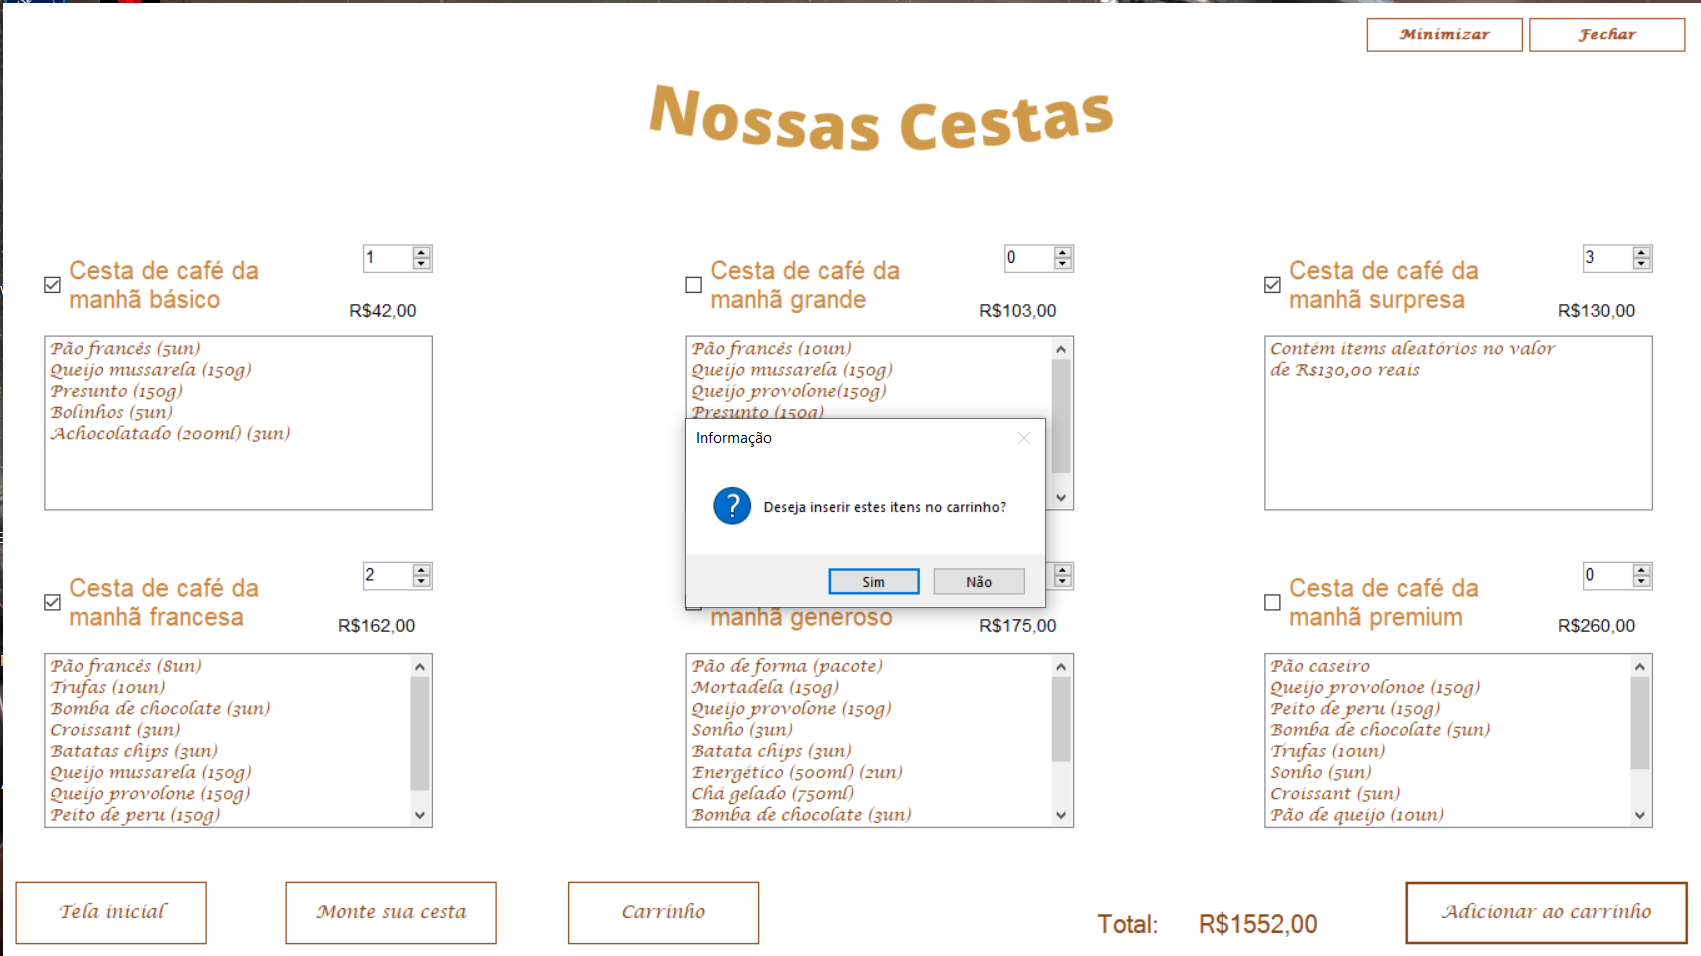 Minimizar
Fechar
Nossas Cestas
1
Cesta de café da
manhã básico
R$42,00
Pão francês (5un)
Queijo mussarela (150g)
Presunto (150g)
Bolinhos (5un)
Achocolatado (200ml) (3un)
0
Cesta de café da
manhã grande
R$103,00
Pão francês (10un)
Queijo mussarela (150g)
Queijo provolone(150g)
Presunto (150g)
3
Cesta de café da
manhã surpresa
R$130,00
Contém items aleatórios no valor
de R$130,00 reais
Informação
?
Deseja inserir estes itens no carrinho?
Sim
Não
2
Cesta de café da
manhã francesa
R$162,00
Pão francês (8un)
Trufas (10un)
Bomba de chocolate (3un)
Croissant (3un)
Batatas chips (3un)
Queijo mussarela (150g)
Queijo provolone (150g)
Peito de peru (150g)
manhã generoso
R$175,00
Pão de forma (pacote)
Mortadela (150g)
Queijo provolone (150g)
Sonho (3un)
Batata chips (3un)
Energético (500ml) (2un)
Chá gelado (750ml)
Bomba de chocolate (3un)
0
Cesta de café da
manhã premium
R$260,00
Pão caseiro
Queijo provolonoe (150g)
Peito de peru (150g)
Bomba de chocolate (5un)
Trufas (10un)
Sonho (5un)
Croissant (5un)
Pão de queijo (10un)
Tela inicial
Monte sua cesta
Carrinho
Total: R$1552,00
Adicionar ao carrinho